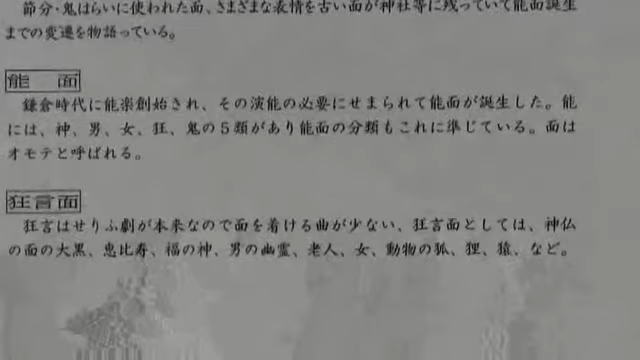 節分・鬼はらいに使われた面、さまざまな表情を古い面が神社等に残っていて能面誕生
までの変遷を物語っている。
能 面
鎌倉時代に能楽創始され、その演能の必要にせまられて能面が誕生した。能
には、神、男、女、狂、鬼の５類があり能面の分類もこれに準じている。面は
オモテと呼ばれる。
狂言面
狂言はせりふ劇が本来なので面を着ける曲が少ない、狂言面としては、神仏
の面の大黒、恵比寿、福の神、男の幽霊、老人、女、動物の狐、狸、猿、など。